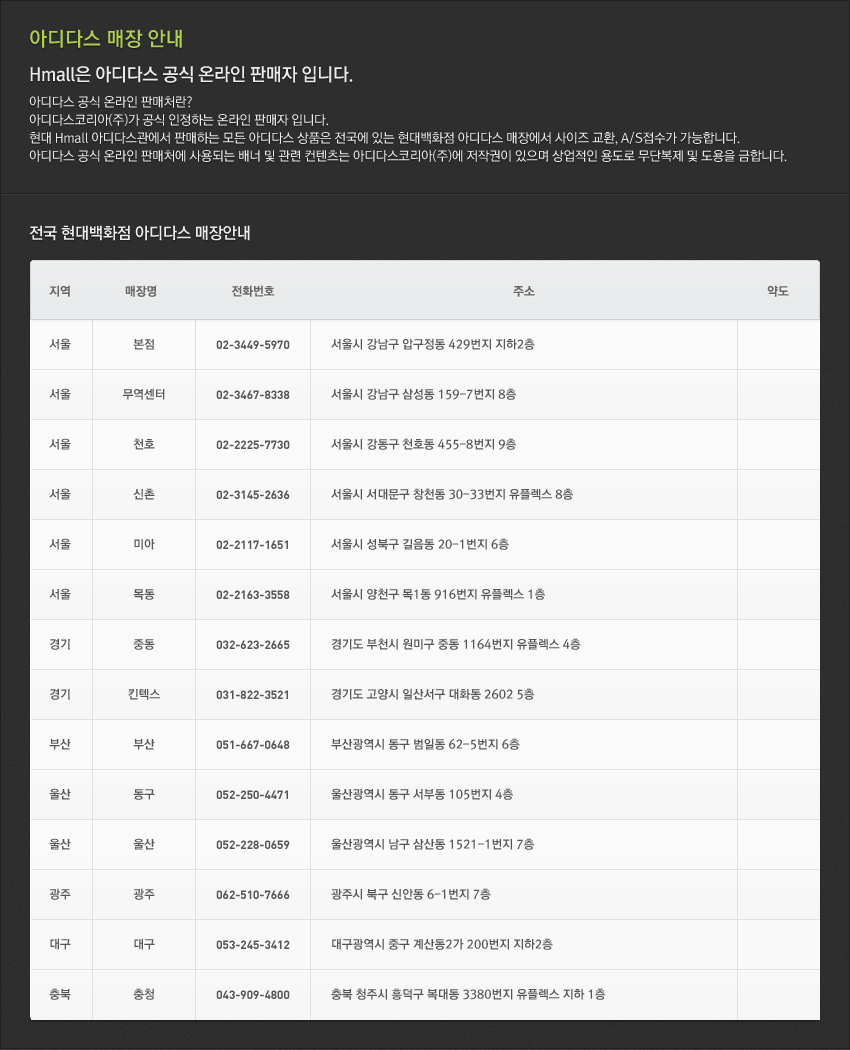 아디다스 매장 안내
Hmall은 아디다스 공식 온라인 판매자 입니다.
아디다스 공식 온라인 판매처란?
아디다스코리아(주)가 공식 인정하는 온라인 판매자 입니다.
현대 Hmall 아디다스관에서 판매하는 모든 아디다스 상품은 전국에 있는 현대백화점 아디다스 매장에서 사이즈 교환, A/S접수가 가능합니다.
아디다스 공식 온라인 판매처에 사용되는 배너 및 관련 컨텐츠는 아디다스코리아(주)에 저작권이 있으며 상업적인 용도로 무단복제 및 도용을 금합니다.
전국 현대백화점 아디다스 매장안내
지역 매장명 전화번호 주소 약도
서울 본점 02-3449-5970 서울시 강남구 압구정동 429번지 지하2층
서울 무역센터 02-3467-8338 서울시 강남구 삼성동 159-7번지 8층
서울 천호 02-2225-7730 서울시 강동구 천호동 455-8번지 9층
서울 신촌 02-3145-2636 서울시 서대문구 창천동 30-33번지 유플렉스 8층
서울 미아 02-2117-1651 서울시 성북구 길음동 20-1번지 6층
서울 목동 02-2163-3558 서울시 양천구 목1동 916번지 유플렉스 1층
경기 중동 032-623-2665 경기도 부천시 원미구 중동 1164번지 유플렉스 4층
경기 킨텍스 031-822-3521 경기도 고양시 일산서구 대화동 2602 5층
부산 부산 051-667-0648 부산광역시 동구 범일동 62-5번지 6층
울산 동구 052-250-4471 울산광역시 동구 서부동 105번지 4층
울산 울산 052-228-0659 울산광역시 남구 삼산동 1521-1번지 7층
광주 광주 062-510-7666 광주시 북구 신안동 6-1번지 7층
대구 대구 053-245-3412 대구광역시 중구 계산동2가 200번지 지하2층
충북 충청 043-909-4800 충북 청주시 흥덕구 복대동 3380번지 유플렉스 지하 1층